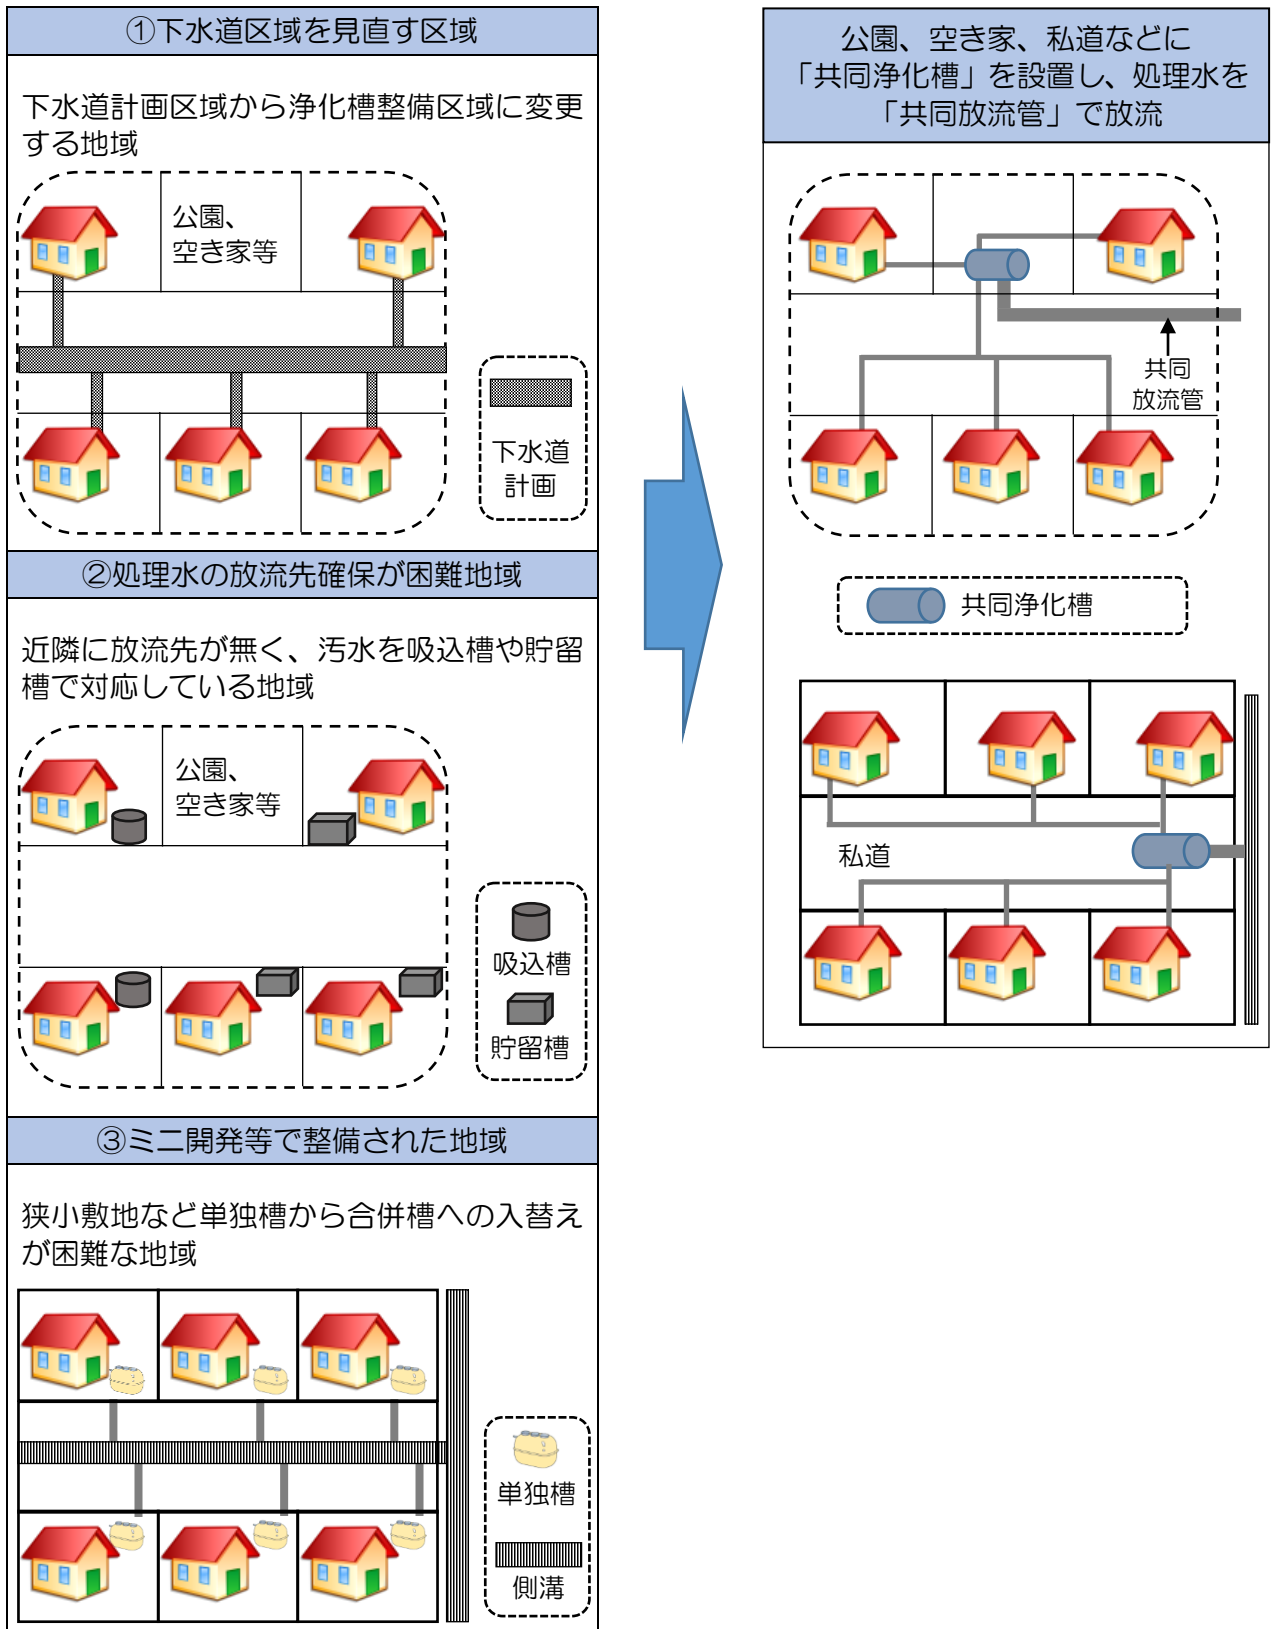 ①下水道区域を見直す区域
下水道計画区域から浄化槽整備区域に変更
する地域
公園、
空き家等
下水道
計画
②処理水の放流先確保が困難地域
近隣に放流先が無く、汚水を吸込槽や貯留
槽で対応している地域
公園、
空き家等
吸込槽
貯留槽
③ミニ開発等で整備された地域
狭小敷地など単独槽から合併槽への入替え
が困難な地域
単独槽
側溝
公園、空き家、私道などに
「共同浄化槽」を設置し、処理水を
「共同放流管」で放流
共同
放流管
共同浄化槽
私道